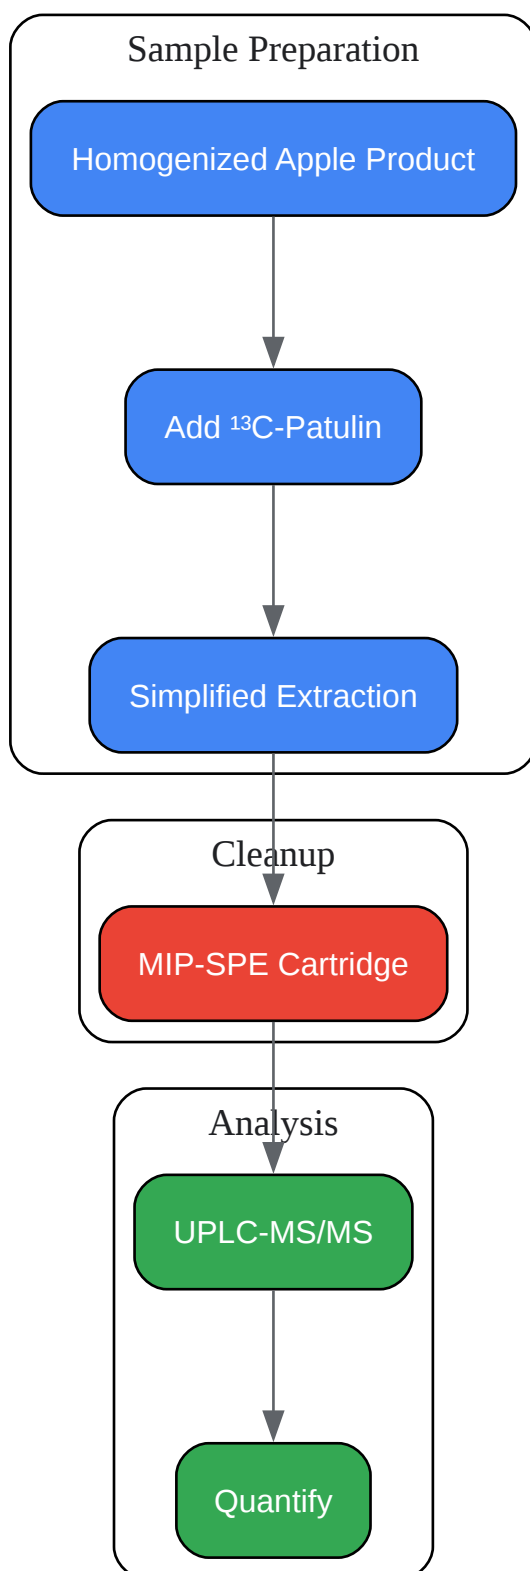 Sample Preparation
Homogenized Apple Product
Add ¹³C-Patulin
Simplified Extraction
Cleanup
MIP-SPE Cartridge
Analysis
UPLC-MS/MS
Quantify